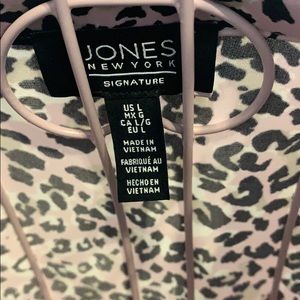 JONES
NEW YORK
SIGNATURE
US L
MX G
CA L/G
EU L
MADE IN
VIETNAM
FABRIQUÉ AU
VIETNAM
HECHO EN
VIETNAM